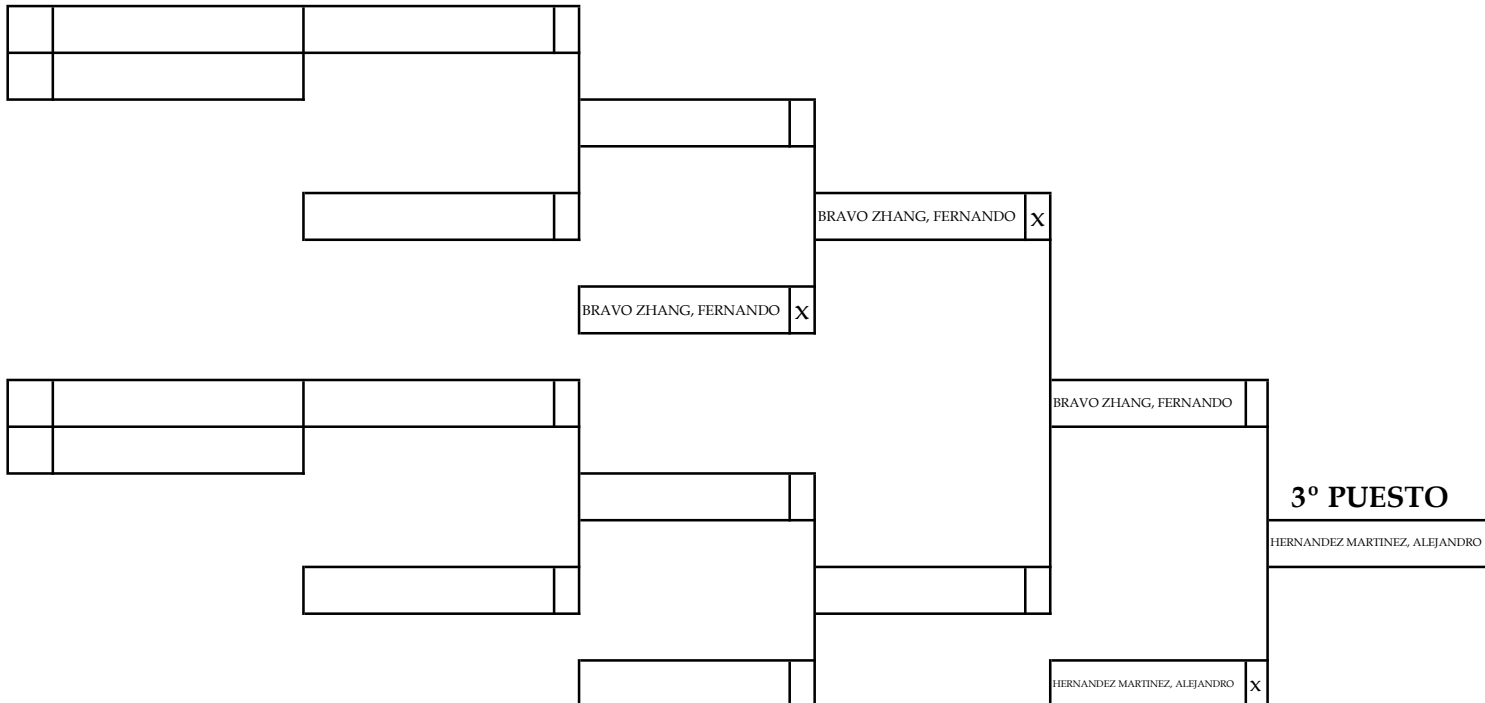 BRAVO ZHANG, FERNANDO X
BRAVO ZHANG, FERNANDO X
BRAVO ZHANG, FERNANDO
3º PUESTO
HERNANDEZ MARTINEZ, ALEJANDRO
HERNANDEZ MARTINEZ, ALEJANDRO X